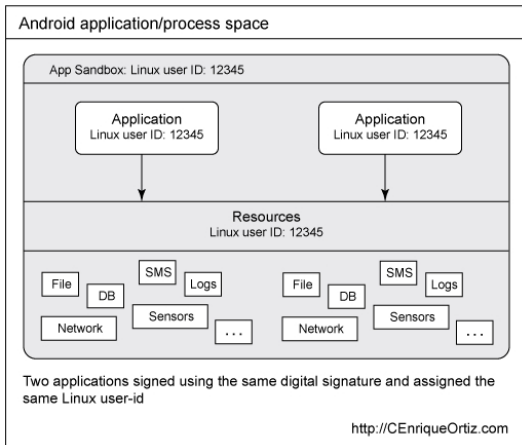 Android application/process space
App Sandbox: Linux user ID: 12345
Application
Linux user ID: 12345
Application
Linux user ID: 12345
Resources
Linux user ID: 12345
File
DB
SMS
Logs
Network
Sensors
...
File
DB
SMS
Logs
Network
Sensors
...
Two applications signed using the same digital signature and assigned the
same Linux user-id
http://CEnriqueOrtiz.com